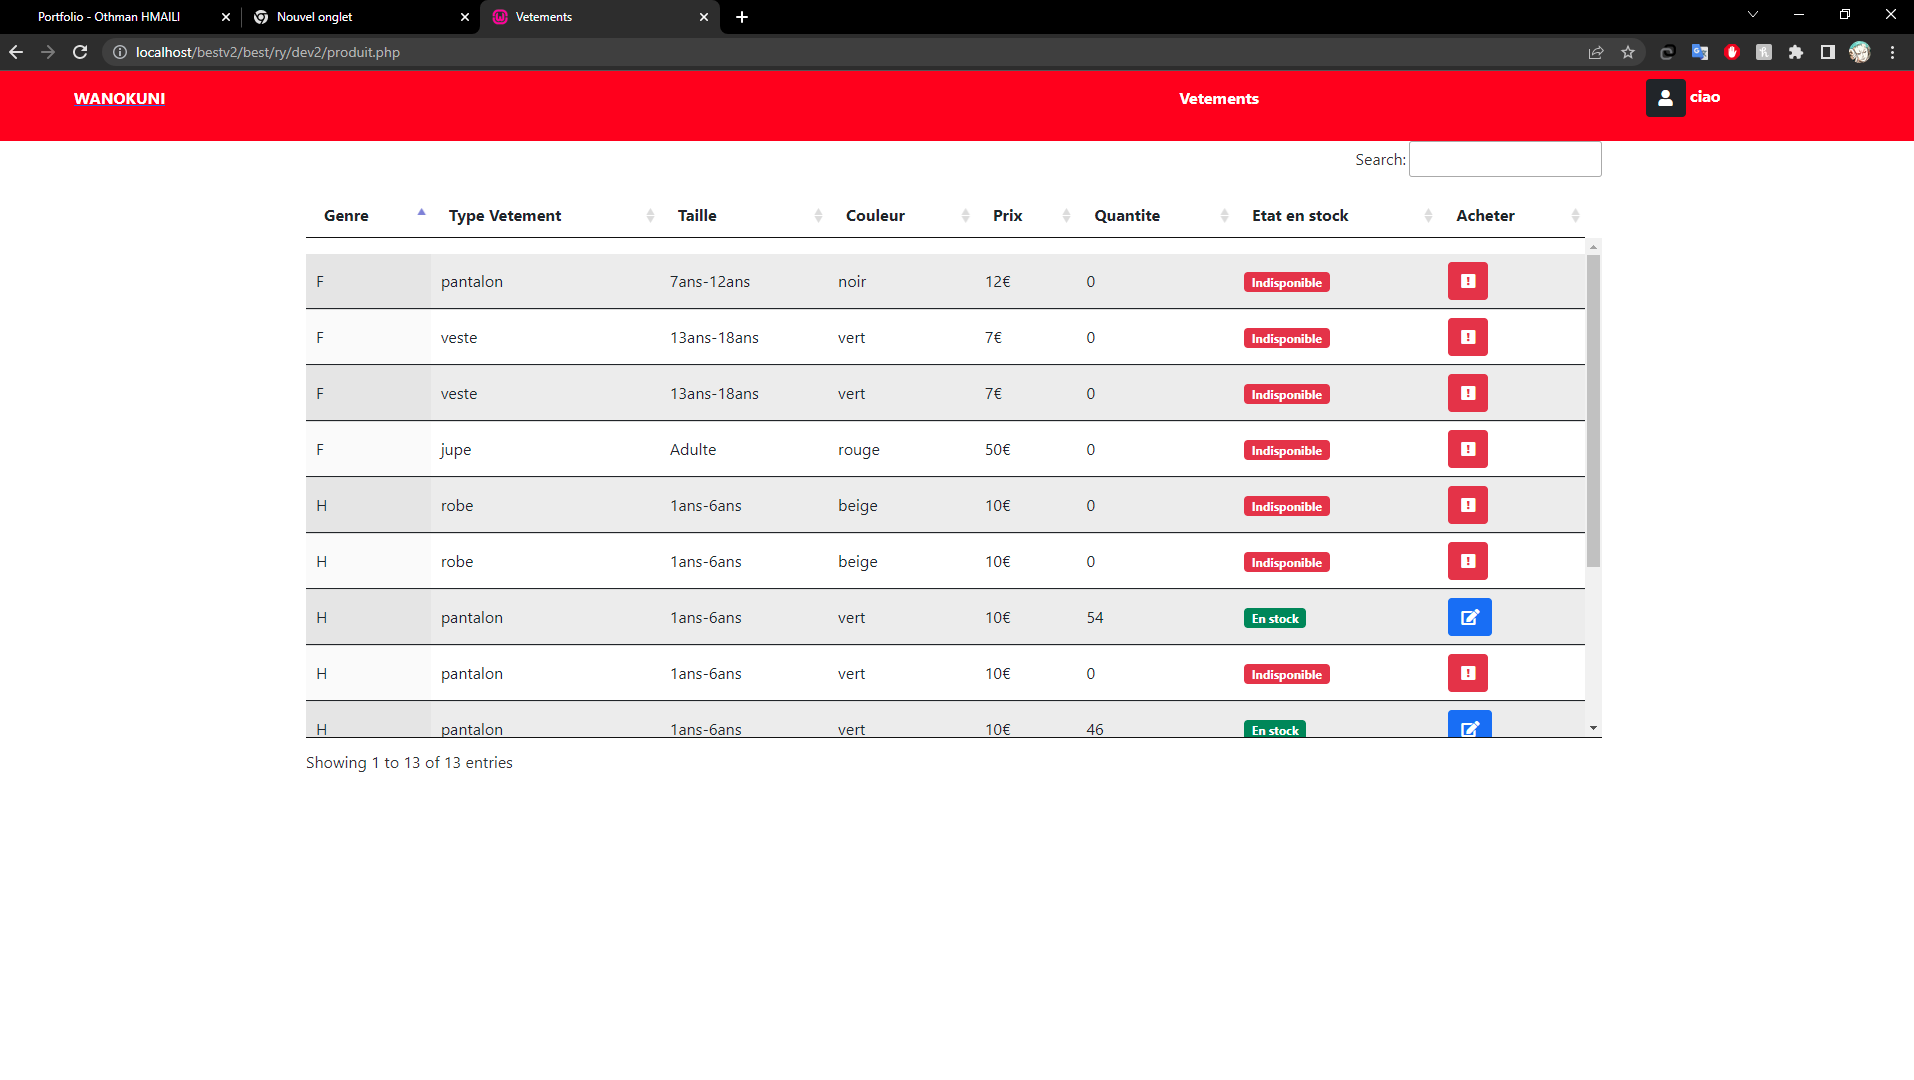 Portfolio - Othman HMAILI Nouvel onglet Vetements
localhost/bestv2/best/ry/dev2/produit.php
WANOKUNI Vetements ciao
Search:
Genre Type Vetement Taille Couleur Prix Quantite Etat en stock Acheter
F pantalon 7ans-12ans noir 12€ 0 Indisponible
F veste 13ans-18ans vert 7€ 0 Indisponible
F veste 13ans-18ans vert 7€ 0 Indisponible
F jupe Adulte rouge 50€ 0 Indisponible
H robe 1ans-6ans beige 10€ 0 Indisponible
H robe 1ans-6ans beige 10€ 0 Indisponible
H pantalon 1ans-6ans vert 10€ 54 En stock
H pantalon 1ans-6ans vert 10€ 0 Indisponible
H pantalon 1ans-6ans vert 10€ 46 En stock
Showing 1 to 13 of 13 entries